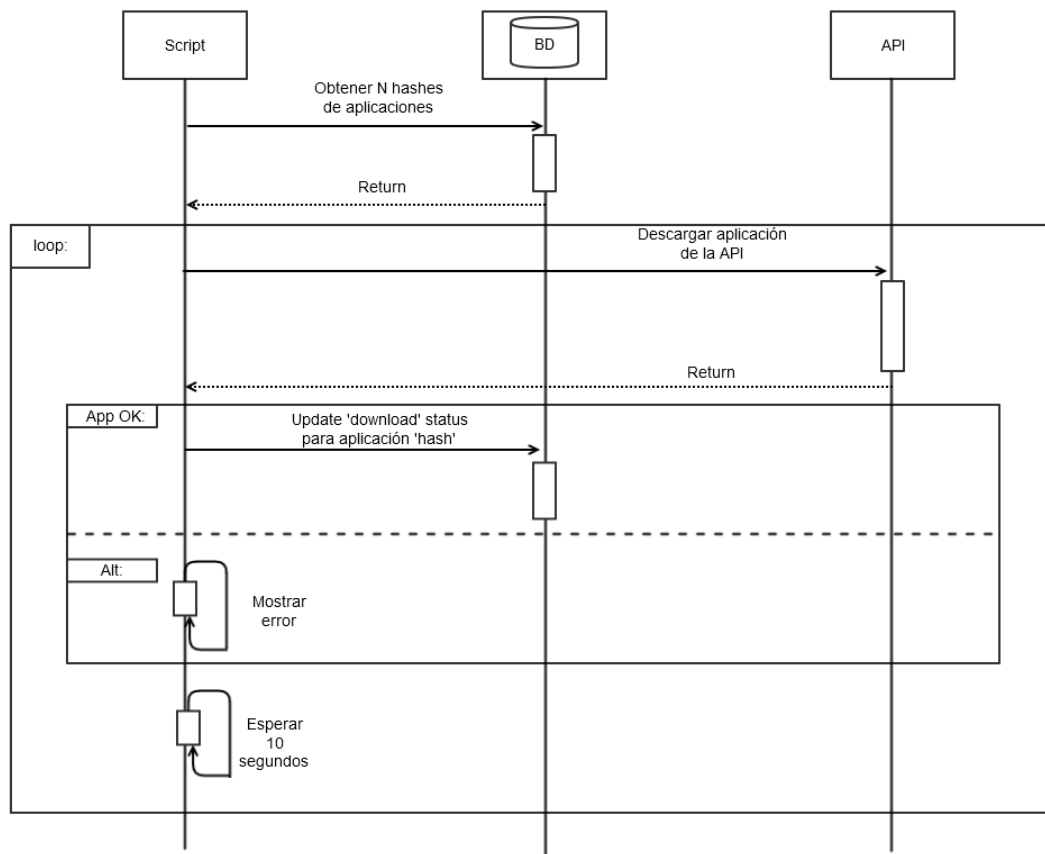 Script
BD
API
Obtener N hashes
de aplicaciones
Return
loop:
Descargar aplicación
de la API
Return
App OK:
Update 'download' status
para aplicación 'hash'
Alt:
Mostrar
error
Esperar
10
segundos